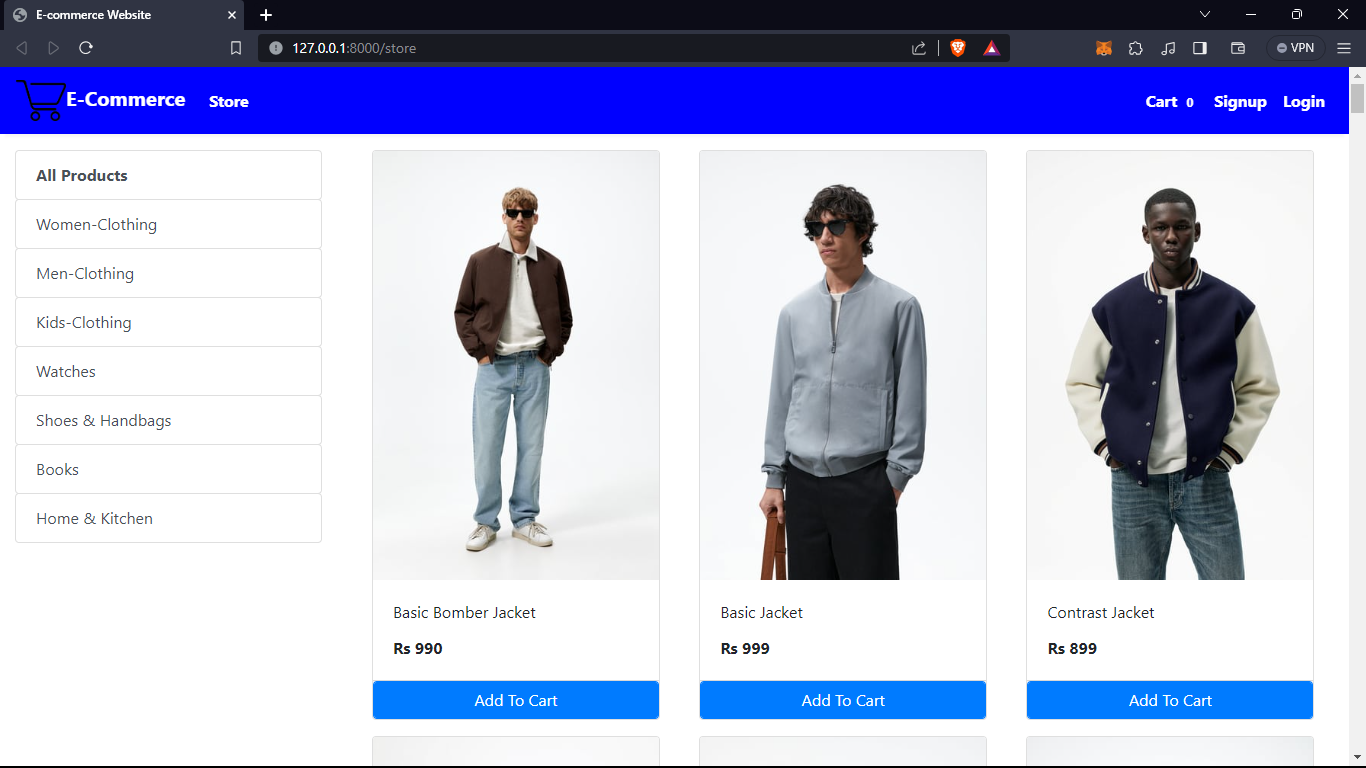 E-commerce Website
VPN
127.0.0.1:8000/store
E-Commerce
Store
Cart 0
Signup
Login
All Products
Women-Clothing
Men-Clothing
Kids-Clothing
Watches
Shoes & Handbags
Books
Home & Kitchen
Basic Bomber Jacket
Rs 990
Add To Cart
Basic Jacket
Rs 999
Add To Cart
Contrast Jacket
Rs 899
Add To Cart